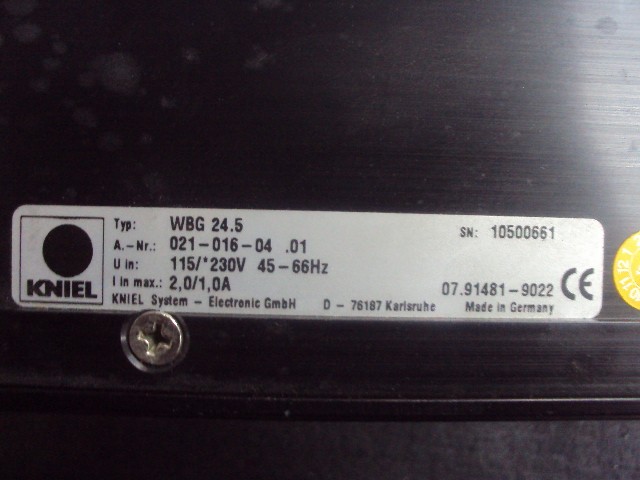 Typ: WBG 24.5
SN: 10500661
A.-Nr.: 021-016-04 .01
U in: 115/*230V 45-66Hz
I in max.: 2,0/1,0A
07.91481-9022 CE
KNIEL
KNIEL System - Electronic GmbH D - 76187 Karlsruhe Made in Germany